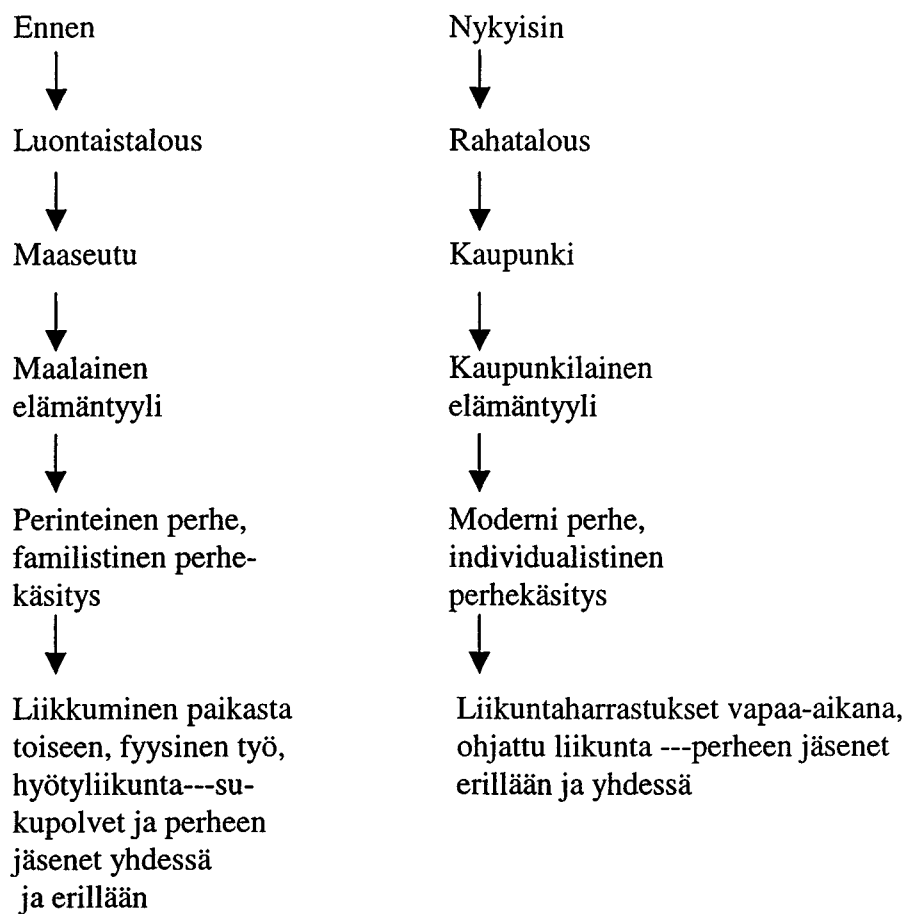 Ennen
Luontaistalous
Maaseutu
Maalainen
elämäntyyli
Perinteinen perhe,
familistinen perhe-
käsitys
Liikkuminen paikasta
toiseen, fyysinen työ,
hyötyliikunta---su-
kupolvet ja perheen
jäsenet yhdessä
ja erillään
Nykyisin
Rahatalous
Kaupunki
Kaupunkilainen
elämäntyyli
Moderni perhe,
individualistinen
perhekäsitys
Liikuntaharrastukset vapaa-aikana,
ohjattu liikunta ---perheen jäsenet
erillään ja yhdessä